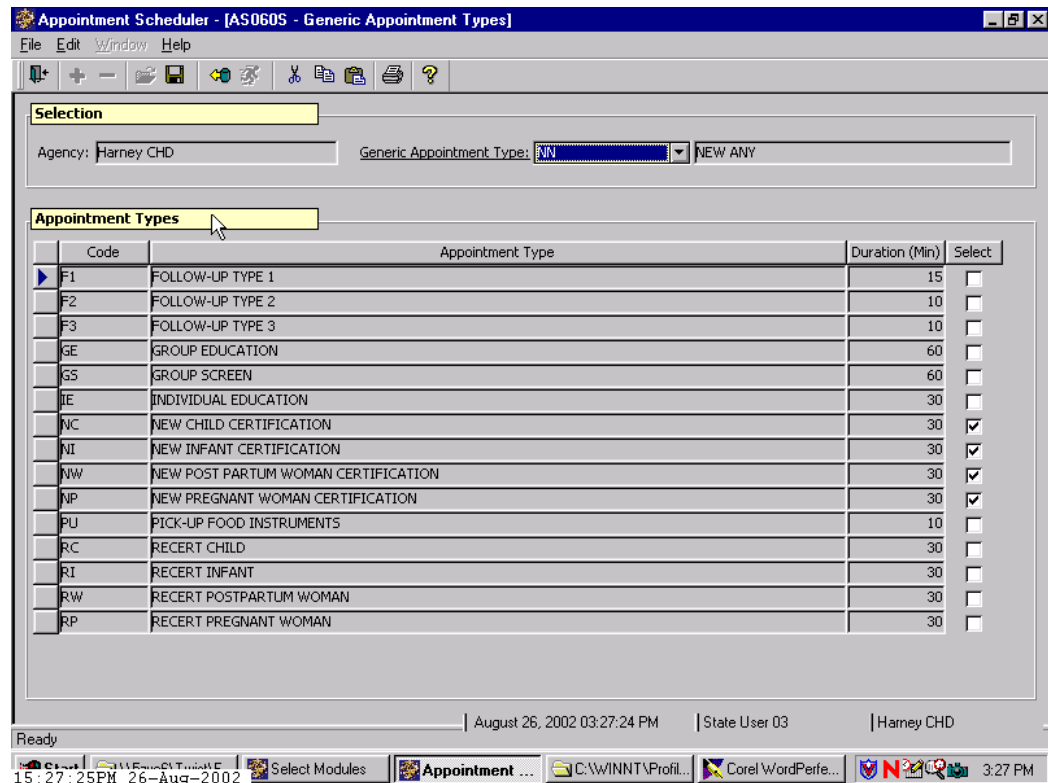 Appointment Scheduler - [AS060S - Generic Appointment Types]
File Edit Window Help
Selection
Agency: Harney CHD Generic Appointment Type: NN NEW ANY
Appointment Types
Code Appointment Type Duration (Min) Select
F1 FOLLOW-UP TYPE 1 15
F2 FOLLOW-UP TYPE 2 10
F3 FOLLOW-UP TYPE 3 10
GE GROUP EDUCATION 60
GS GROUP SCREEN 60
IE INDIVIDUAL EDUCATION 30
NC NEW CHILD CERTIFICATION 30
NI NEW INFANT CERTIFICATION 30
NW NEW POST PARTUM WOMAN CERTIFICATION 30
NP NEW PREGNANT WOMAN CERTIFICATION 30
PU PICK-UP FOOD INSTRUMENTS 10
RC RECERT CHILD 30
RI RECERT INFANT 30
RW RECERT POSTPARTUM WOMAN 30
RP RECERT PREGNANT WOMAN 30
August 26, 2002 03:27:24 PM State User 03 Harney CHD
Ready
Select Modules Appointment ... C:\WINNT\Profil... Corel WordPerfe... 3:27 PM
15:27:25PM 26-Aug-2002